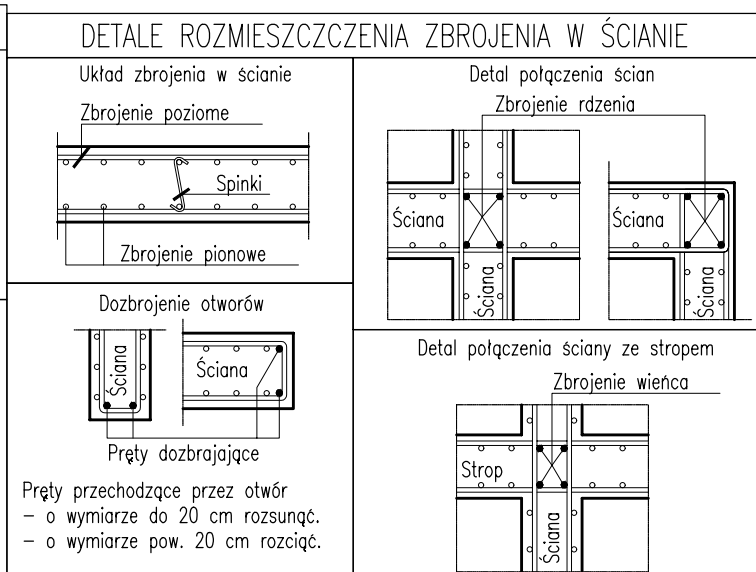 DETALE ROZMIESZCZCZENIA ZBROJENIA W ŚCIANIE
Układ zbrojenia w ścianie
Zbrojenie poziome
Spinki
Zbrojenie pionowe
Detal połączenia ścian
Zbrojenie rdzenia
Ściana
Ściana
Ściana
Ściana
Dozbrojenie otworów
Ściana
Ściana
Pręty dozbrajające
Pręty przechodzące przez otwór
– o wymiarze do 20 cm rozsunąć.
– o wymiarze pow. 20 cm rozciąć.
Detal połączenia ściany ze stropem
Zbrojenie wieńca
Strop
Ściana